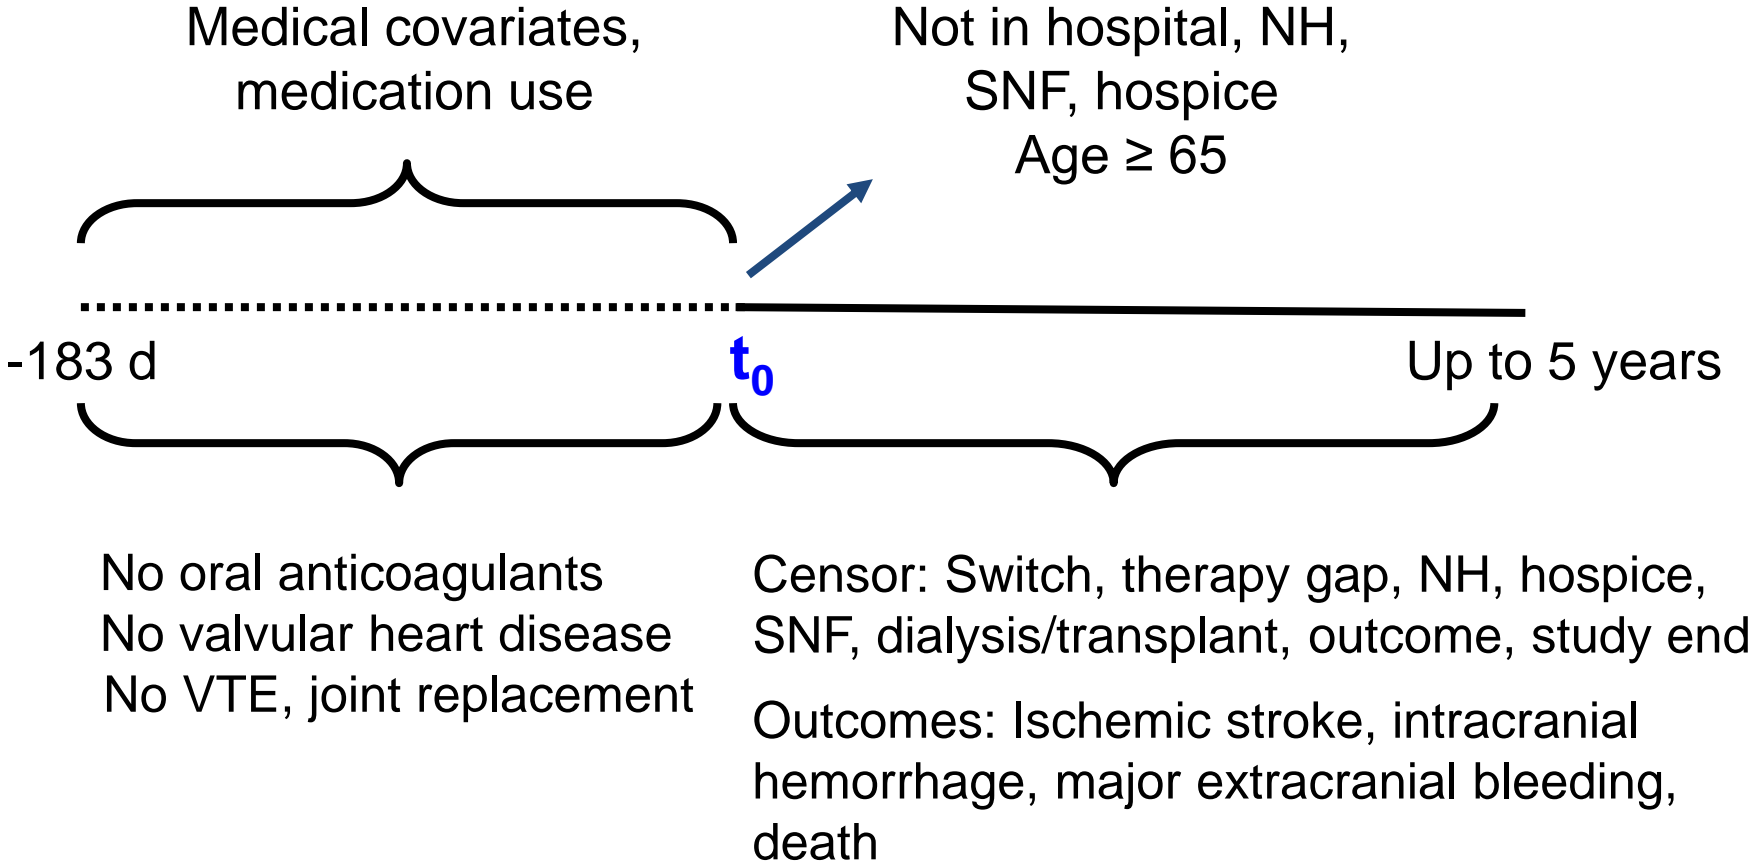 Medical covariates,
medication use
Not in hospital, NH,
SNF, hospice
Age ≥ 65
-183 d
t₀
Up to 5 years
No oral anticoagulants
No valvular heart disease
No VTE, joint replacement
Censor: Switch, therapy gap, NH, hospice,
SNF, dialysis/transplant, outcome, study end
Outcomes: Ischemic stroke, intracranial
hemorrhage, major extracranial bleeding,
death